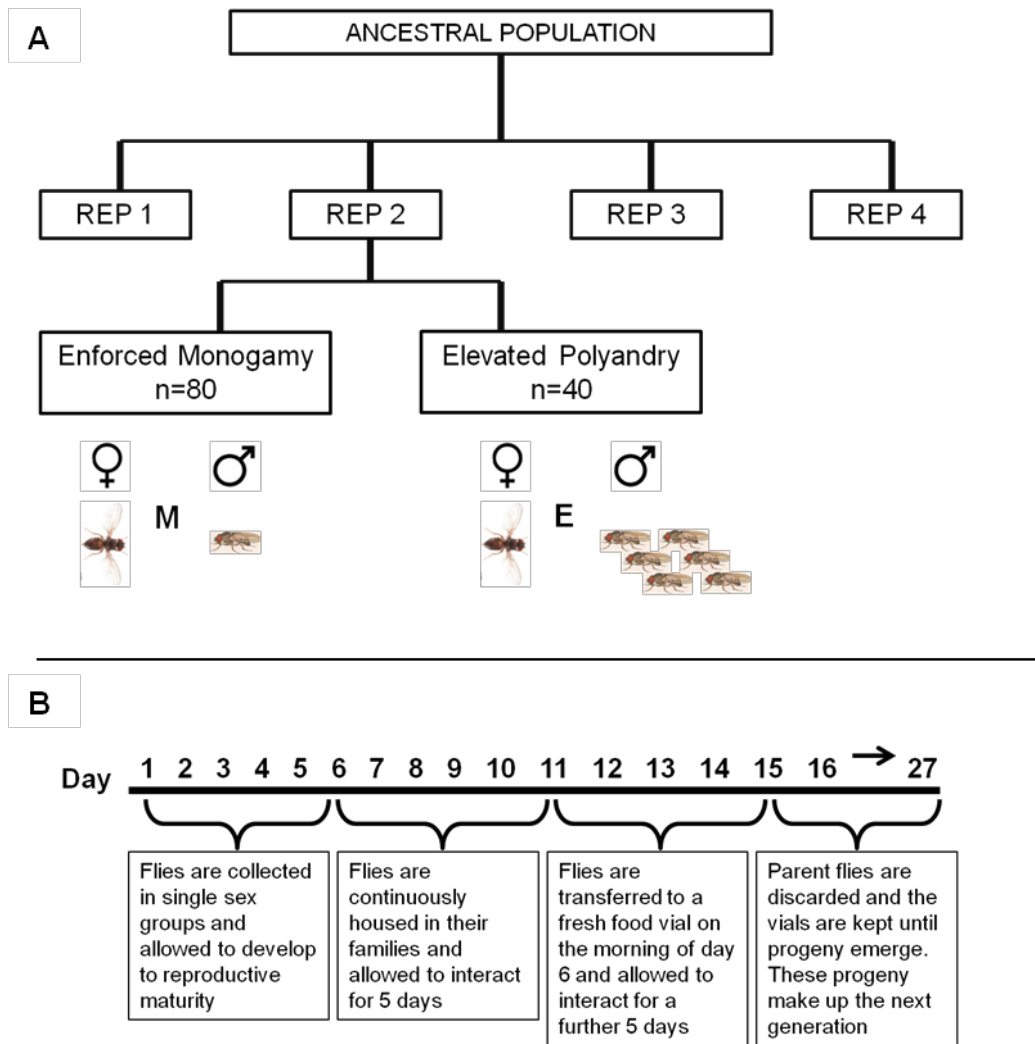 A
ANCESTRAL POPULATION
REP 1
REP 2
REP 3
REP 4
Enforced Monogamy
n=80
Elevated Polyandry
n=40
♀
♂
♀
♂
M
E
B
Day 1 2 3 4 5 6 7 8 9 10 11 12 13 14 15 16 → 27
Flies are collected
in single sex
groups and
allowed to develop
to reproductive
maturity
Flies are
continuously
housed in their
families and
allowed to interact
for 5 days
Flies are
transferred to a
fresh food vial on
the morning of day
6 and allowed to
interact for a
further 5 days
Parent flies are
discarded and the
vials are kept until
progeny emerge.
These progeny
make up the next
generation